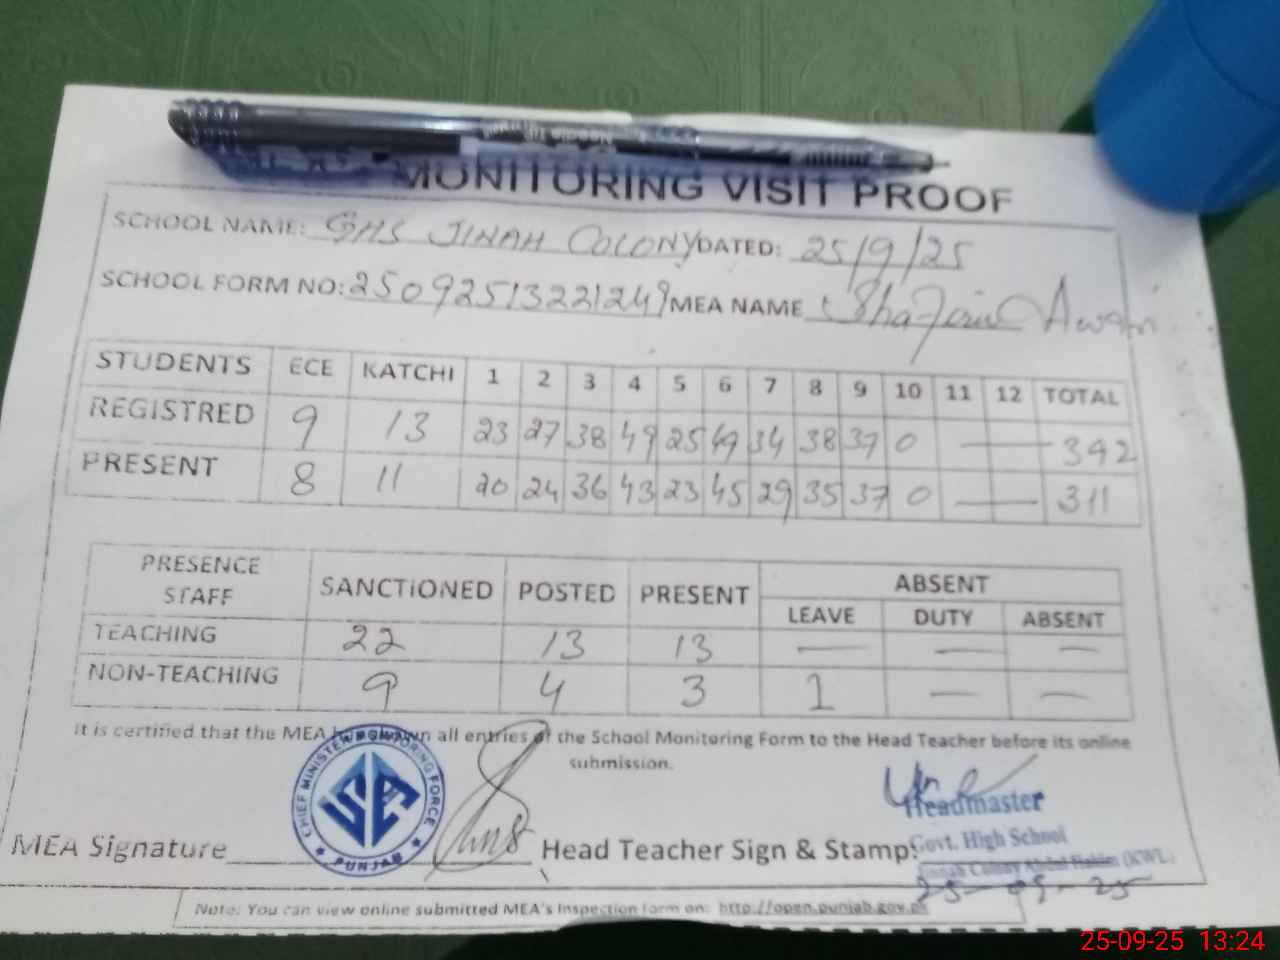 MONITORING VISIT PROOF
SCHOOL NAME: GHS JINAH COLONY DATED: 25/9/25
SCHOOL FORM NO: 25092513221249 MEA NAME Awan
STUDENTS ECE KATCHI 1 2 3 4 5 6 7 8 9 10 11 12 TOTAL
REGISTRED 9 13 23 27 38 49 25 49 34 38 37 0 — 392
PRESENT 8 11 20 24 36 43 23 45 29 35 37 0 — 311
PRESENCE STAFF SANCTIONED POSTED PRESENT ABSENT
LEAVE DUTY ABSENT
TEACHING 22 13 13 — — —
NON-TEACHING 9 4 3 1 — —
It is certified that the MEA has shown all entries of the School Monitoring Form to the Head Teacher before its online
submission.
CHIEF MINISTER MONITORING FORCE
PUNJAB
MEA Signature Head Teacher Sign & Stamp:
Headmaster
Govt. High School
Jinnah Colony Abdul Hakim (KWL)
25-09-25
Note: You can view online submitted MEA's Inspection form on: http://open.punjab.gov.pk
25-09-25 13:24